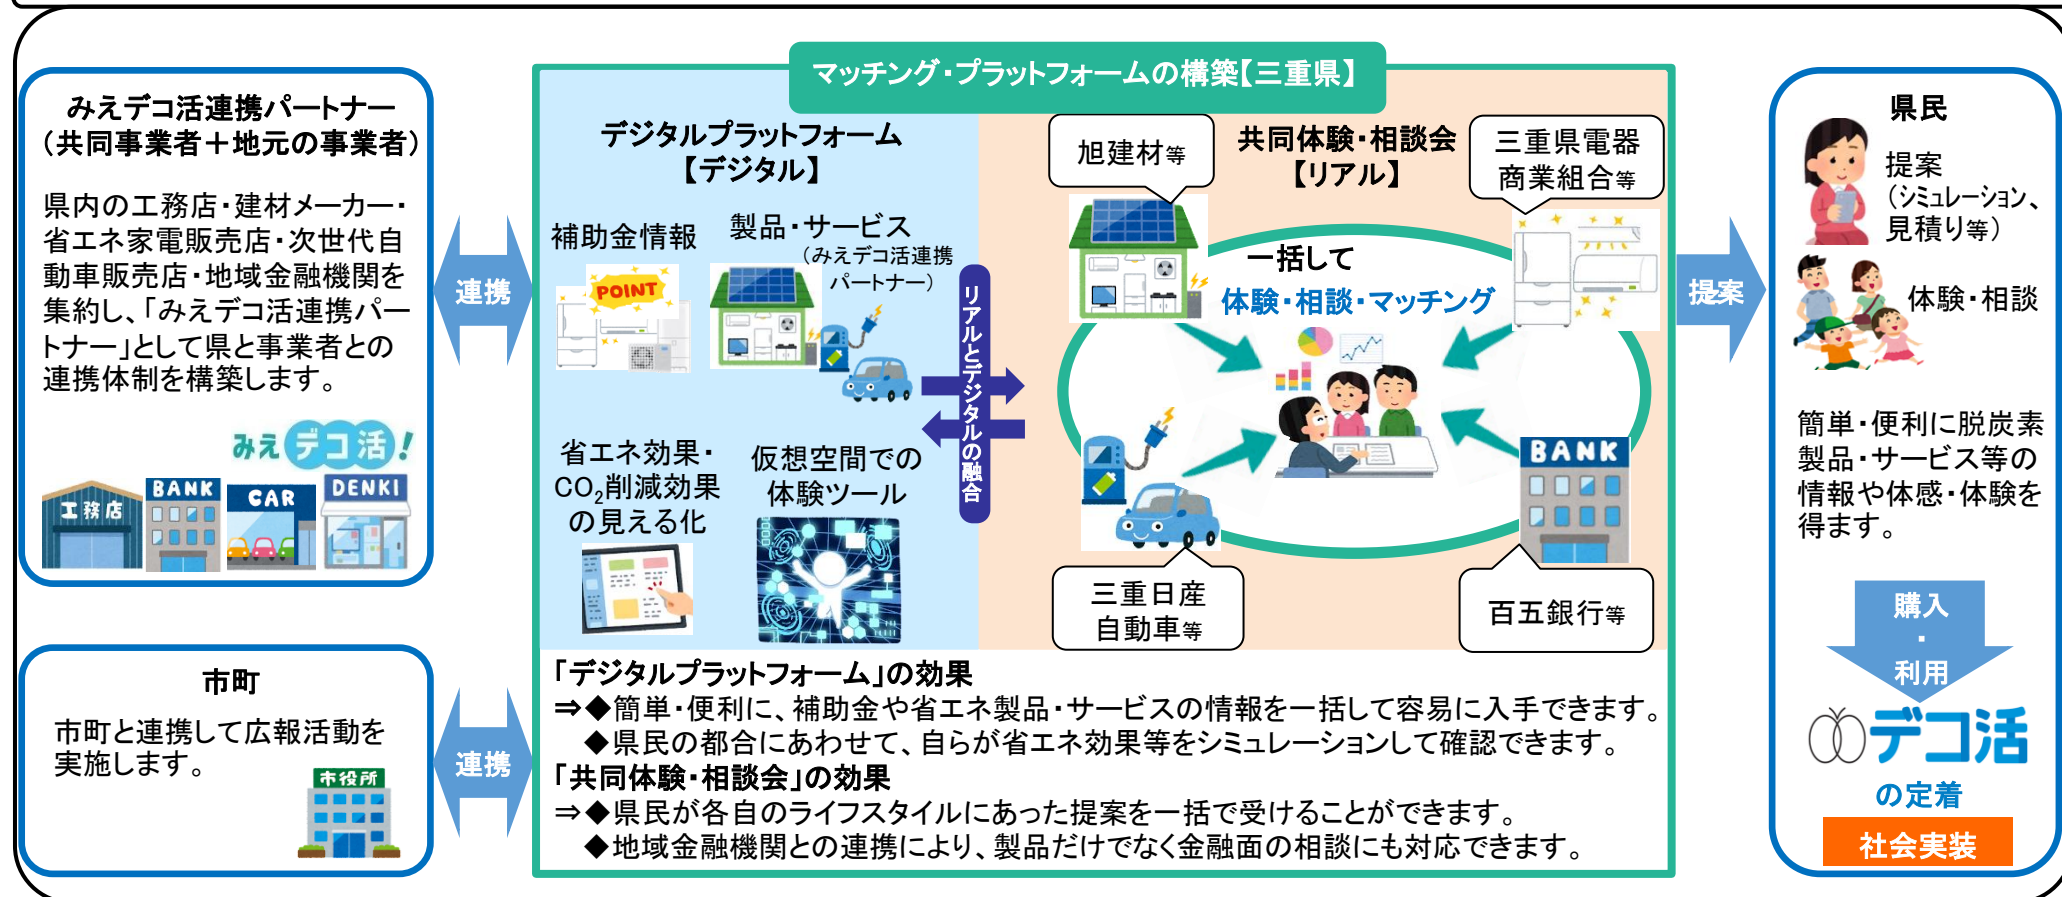 マッチング・プラットフォームの構築【三重県】
みえデコ活連携パートナー
（共同事業者＋地元の事業者）
県内の工務店・建材メーカー・
省エネ家電販売店・次世代自
動車販売店・地域金融機関を
集約し、「みえデコ活連携パー
トナー」として県と事業者との
連携体制を構築します。
みえデコ活！
工務店
BANK
CAR
DENKI
連携
市町
市町と連携して広報活動を
実施します。
市役所
連携
デジタルプラットフォーム
【デジタル】
補助金情報
POINT
製品・サービス
（みえデコ活連携
パートナー）
省エネ効果・
CO₂削減効果
の見える化
仮想空間での
体験ツール
リアルとデジタルの融合
共同体験・相談会
【リアル】
旭建材等
三重県電器
商業組合等
一括して
体験・相談・マッチング
BANK
三重日産
自動車等
百五銀行等
「デジタルプラットフォーム」の効果
⇒◆簡単・便利に、補助金や省エネ製品・サービスの情報を一括して容易に入手できます。
◆県民の都合にあわせて、自らが省エネ効果等をシミュレーションして確認できます。
「共同体験・相談会」の効果
⇒◆県民が各自のライフスタイルにあった提案を一括で受けることができます。
◆地域金融機関との連携により、製品だけでなく金融面の相談にも対応できます。
提案
県民
提案
（シミュレーション、
見積り等）
体験・相談
簡単・便利に脱炭素
製品・サービス等の
情報や体感・体験を
得ます。
購入
・
利用
デコ活
の定着
社会実装